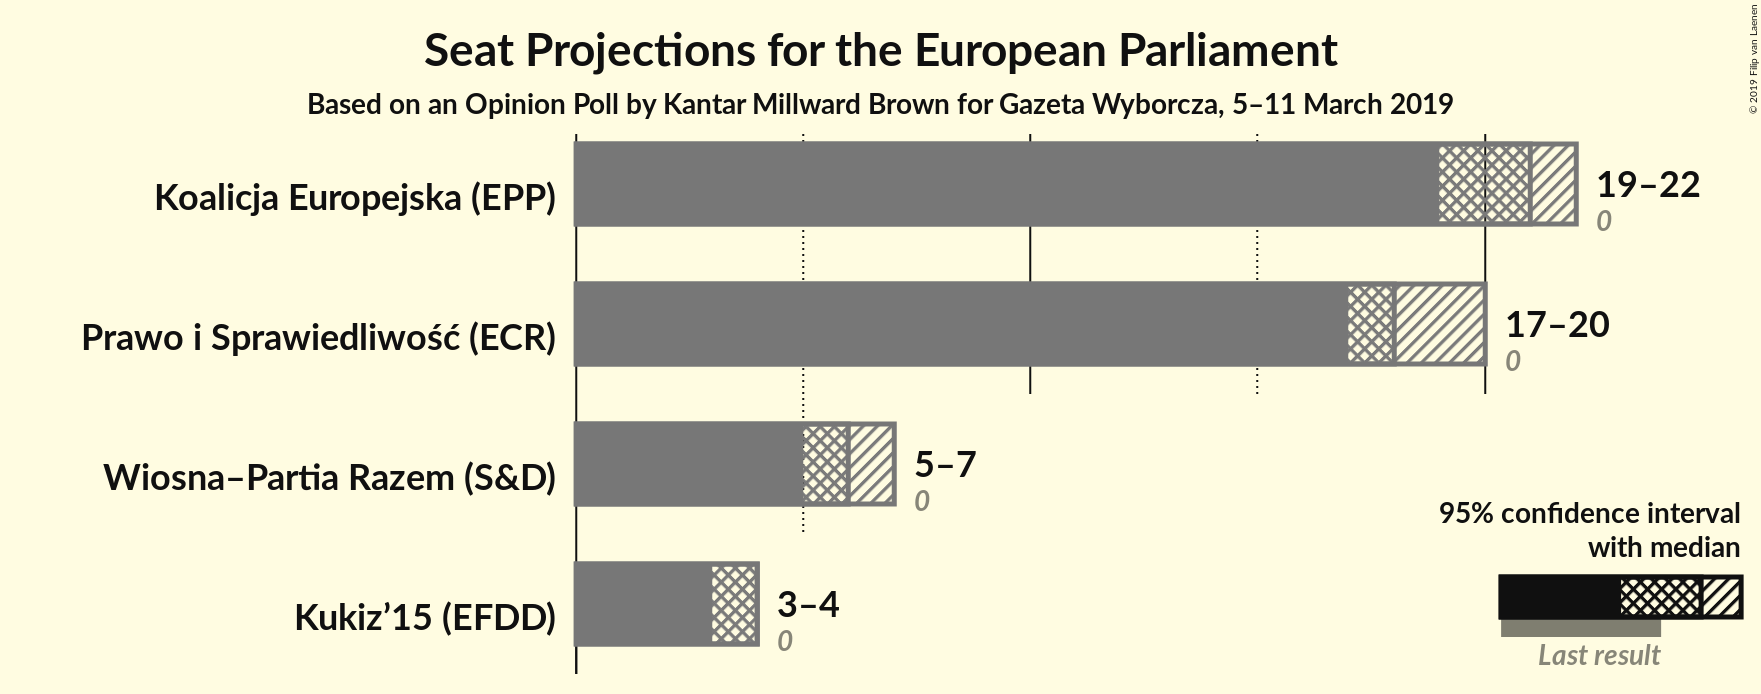 Seat Projections for the European Parliament
Based on an Opinion Poll by Kantar Millward Brown for Gazeta Wyborcza, 5–11 March 2019
© 2019 Filip van Laenen
Koalicja Europejska (EPP)
19–22
0
Prawo i Sprawiedliwość (ECR)
17–20
0
Wiosna–Partia Razem (S&D)
5–7
0
Kukiz’15 (EFDD)
3–4
0
95% confidence interval
with median
Last result